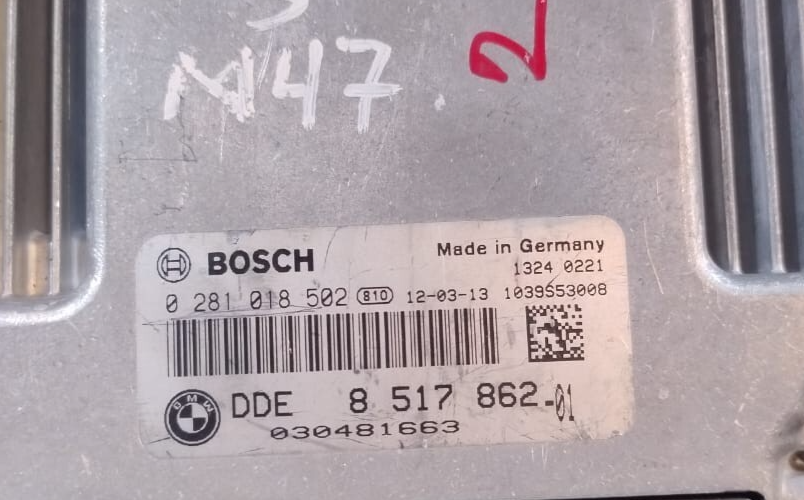 M47.
2
BOSCH
Made in Germany
1324 0221
0 281 018 502 810 12-03-13 1039S53008
BMW
DDE 8 517 862-01
030481663